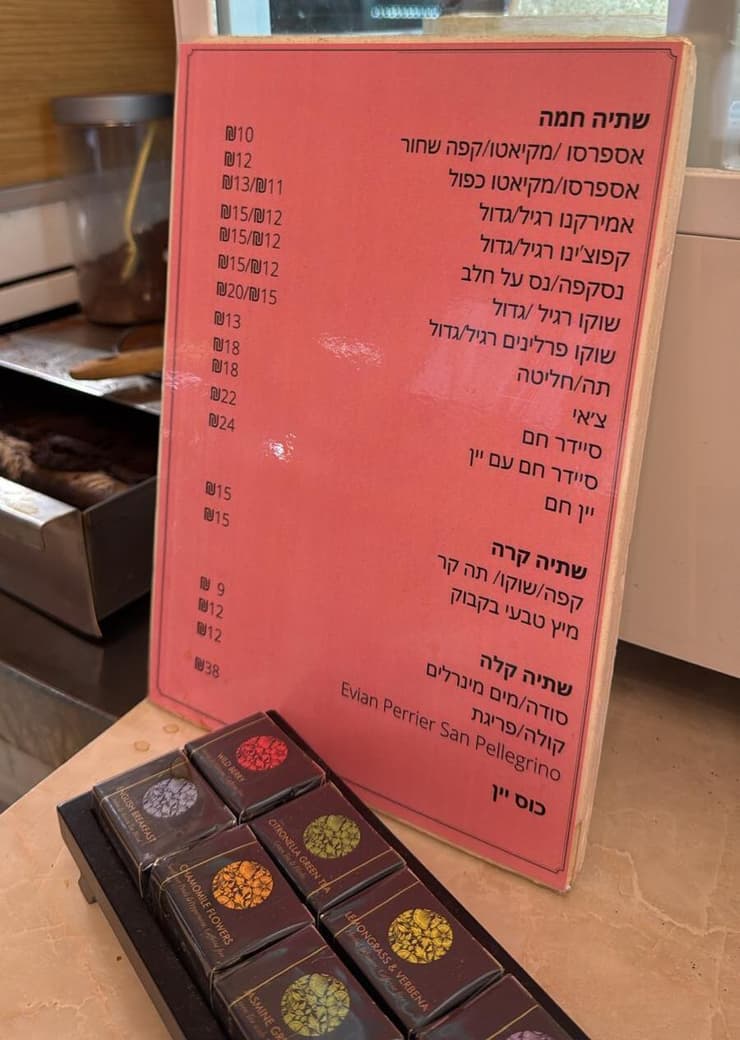 שתיה חמה
אספרסו /מקיאטו/קפה שחור 10₪
אספרסו/מקיאטו כפול 12₪
אמירקנו רגיל/גדול 11₪/13₪
קפוצ'ינו רגיל/גדול 12₪/15₪
נסקפה/נס על חלב 12₪/15₪
שוקו רגיל /גדול 12₪/15₪
שוקו פרלינים רגיל/גדול 15₪/20₪
תה/חליטה 13₪
צ'אי 18₪
סיידר חם 18₪
סיידר חם עם יין 22₪
יין חם 24₪
שתיה קרה
קפה/שוקו/ תה קר 15₪
מיץ טבעי בקבוק 15₪
שתיה קלה
סודה/מים מינרלים 9 ₪
קולה/פריגת 12₪
Evian Perrier San Pellegrino 12₪
כוס יין 38₪
WILD BERRY
ENGLISH BREAKFAST
CITRONELLA GREEN TEA
CHAMOMILE FLOWERS
LEMONGRASS & VERBENA
JASMINE